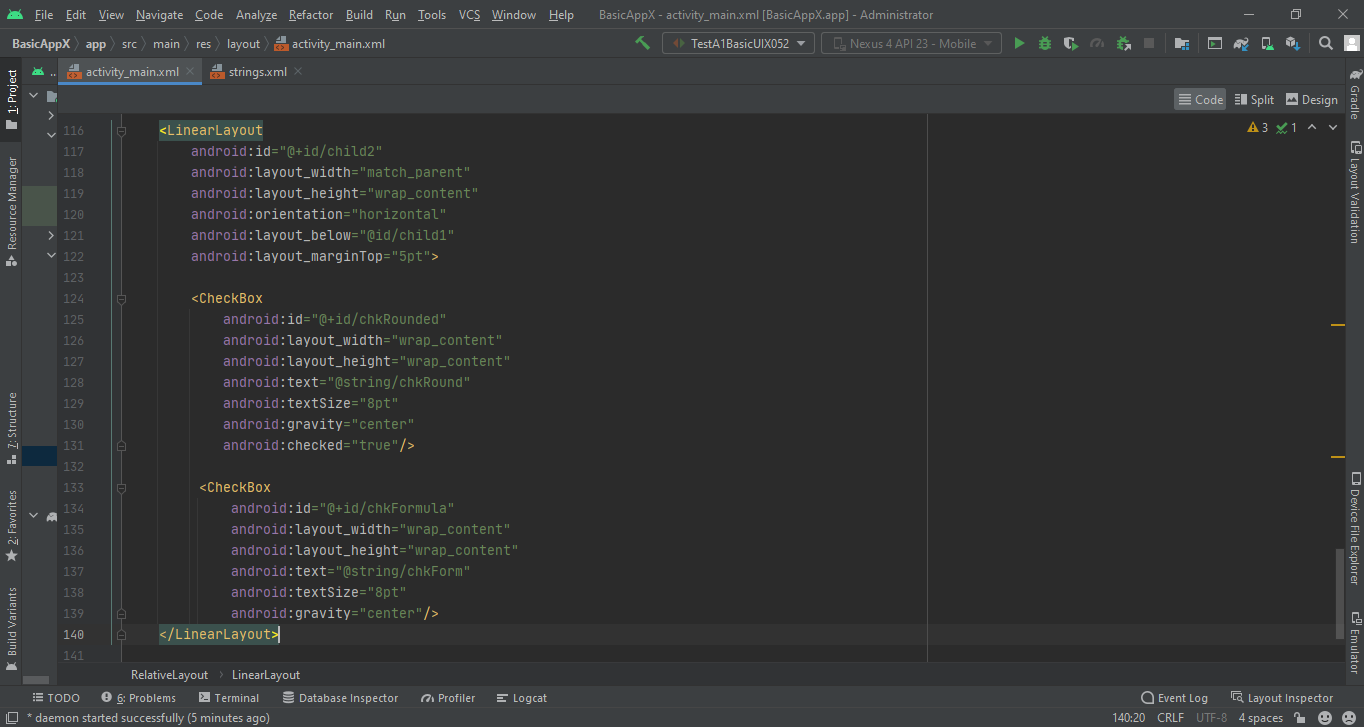 File Edit View Navigate Code Analyze Refactor Build Run Tools VCS Window Help BasicAppX - activity_main.xml [BasicAppX.app] - Administrator
BasicAppX app src main res layout activity_main.xml TestA1BasicUIX052 Nexus 4 API 23 - Mobile
.. activity_main.xml strings.xml
Code Split Design
3 1
1: Project
Resource Manager
7: Structure
2: Favorites
Build Variants
116 <LinearLayout
117 android:id="@+id/child2"
118 android:layout_width="match_parent"
119 android:layout_height="wrap_content"
120 android:orientation="horizontal"
121 android:layout_below="@id/child1"
122 android:layout_marginTop="5pt">
123
124 <CheckBox
125 android:id="@+id/chkRounded"
126 android:layout_width="wrap_content"
127 android:layout_height="wrap_content"
128 android:text="@string/chkRound"
129 android:textSize="8pt"
130 android:gravity="center"
131 android:checked="true"/>
132
133 <CheckBox
134 android:id="@+id/chkFormula"
135 android:layout_width="wrap_content"
136 android:layout_height="wrap_content"
137 android:text="@string/chkForm"
138 android:textSize="8pt"
139 android:gravity="center"/>
140 </LinearLayout>
141
Gradle
Layout Validation
Device File Explorer
Emulator
RelativeLayout LinearLayout
TODO 6: Problems Terminal Database Inspector Profiler Logcat Event Log Layout Inspector
* daemon started successfully (5 minutes ago) 140:20 CRLF UTF-8 4 spaces